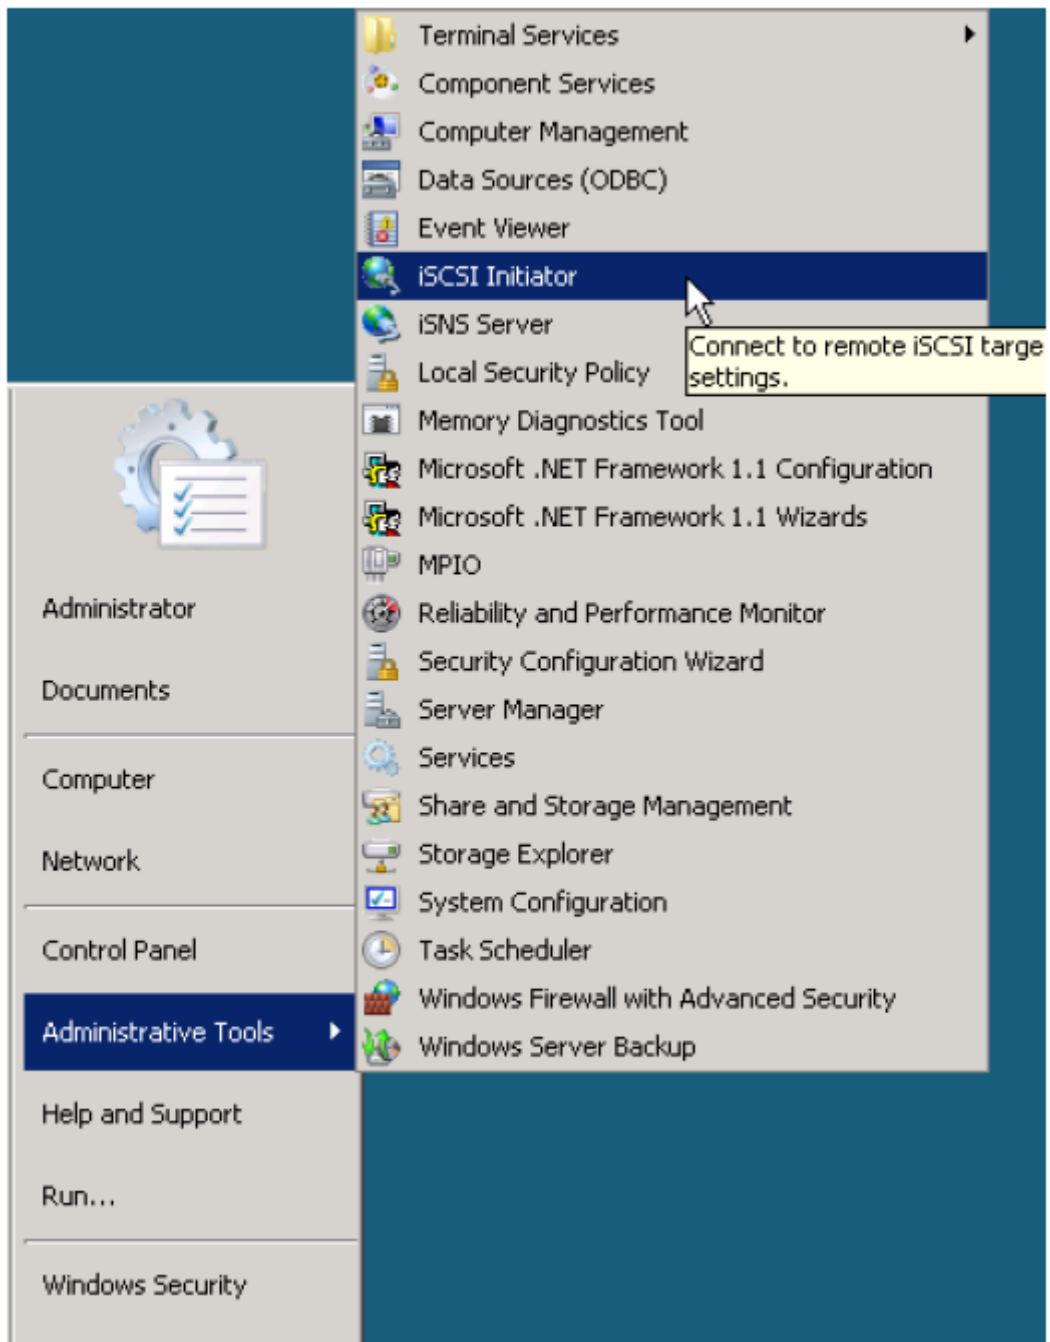 Terminal Services
Component Services
Computer Management
Data Sources (ODBC)
Event Viewer
iSCSI Initiator
iSNS Server
Connect to remote iSCSI targe
settings.
Local Security Policy
Memory Diagnostics Tool
Microsoft .NET Framework 1.1 Configuration
Microsoft .NET Framework 1.1 Wizards
MPIO
Reliability and Performance Monitor
Security Configuration Wizard
Server Manager
Services
Share and Storage Management
Storage Explorer
System Configuration
Task Scheduler
Windows Firewall with Advanced Security
Windows Server Backup
Administrator
Documents
Computer
Network
Control Panel
Administrative Tools
Help and Support
Run...
Windows Security